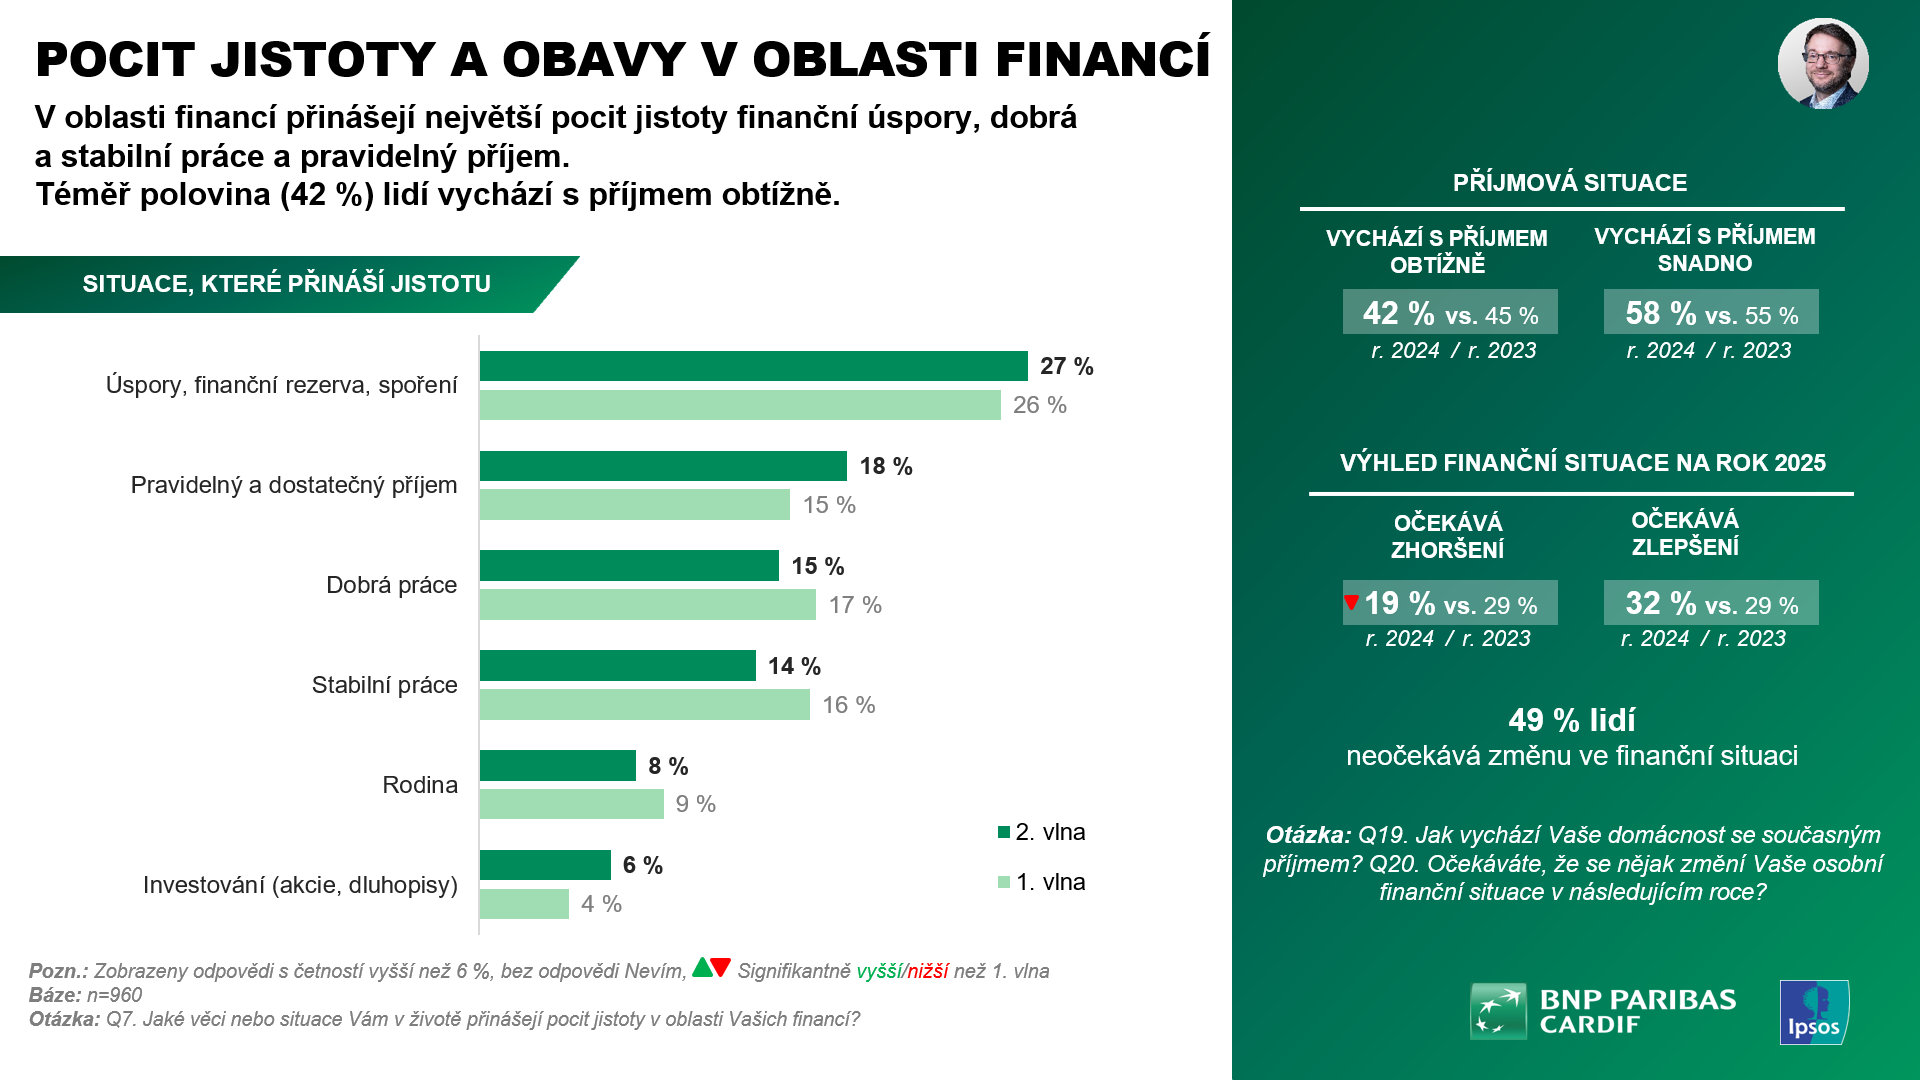 POCIT JISTOTY A OBAVY V OBLASTI FINANCÍ
V oblasti financí přinášejí největší pocit jistoty finanční úspory, dobrá
a stabilní práce a pravidelný příjem.
Téměř polovina (42 %) lidí vychází s příjmem obtížně.
SITUACE, KTERÉ PŘINÁŠÍ JISTOTU
Úspory, finanční rezerva, spoření
27 %
26 %
Pravidelný a dostatečný příjem
18 %
15 %
Dobrá práce
15 %
17 %
Stabilní práce
14 %
16 %
Rodina
8 %
9 %
Investování (akcie, dluhopisy)
6 %
4 %
2. vlna
1. vlna
Pozn.: Zobrazeny odpovědi s četností vyšší než 6 %, bez odpovědi Nevím, Signifikantně vyšší/nižší než 1. vlna
Báze: n=960
Otázka: Q7. Jaké věci nebo situace Vám v životě přinášejí pocit jistoty v oblasti Vašich financí?
PŘÍJMOVÁ SITUACE
VYCHÁZÍ S PŘÍJMEM
OBTÍŽNĚ
42 % vs. 45 %
r. 2024 / r. 2023
VYCHÁZÍ S PŘÍJMEM
SNADNO
58 % vs. 55 %
r. 2024 / r. 2023
VÝHLED FINANČNÍ SITUACE NA ROK 2025
OČEKÁVÁ
ZHORŠENÍ
19 % vs. 29 %
r. 2024 / r. 2023
OČEKÁVÁ
ZLEPŠENÍ
32 % vs. 29 %
r. 2024 / r. 2023
49 % lidí
neočekává změnu ve finanční situaci
Otázka: Q19. Jak vychází Vaše domácnost se současným
příjmem? Q20. Očekáváte, že se nějak změní Vaše osobní
finanční situace v následujícím roce?
BNP PARIBAS
CARDIF
Ipsos